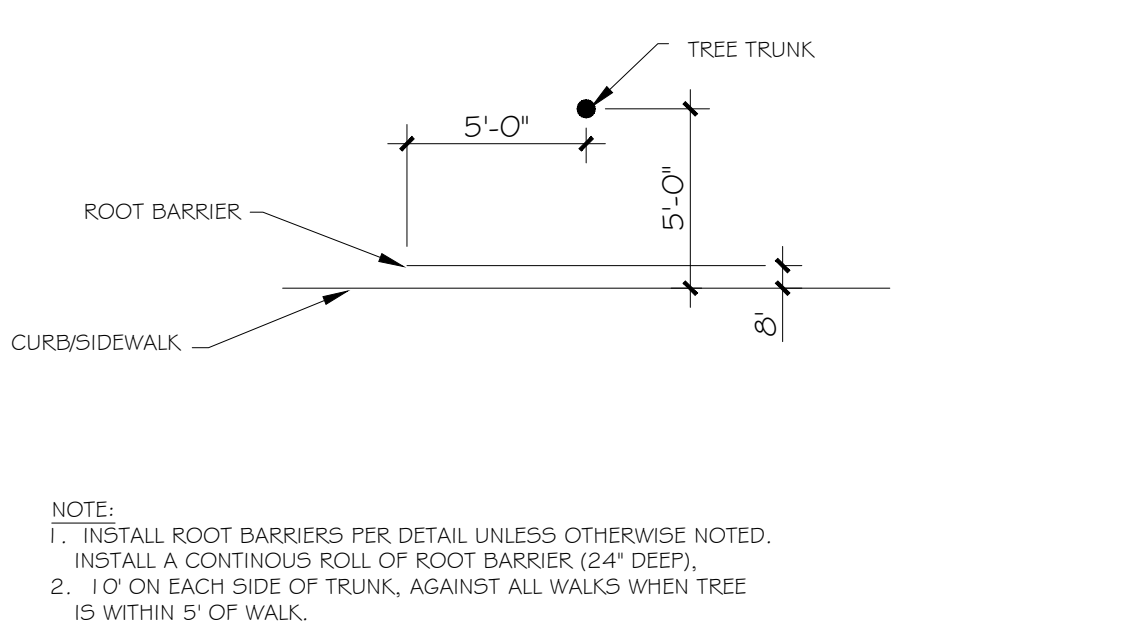 TREE TRUNK
5'-0"
5'-0"
ROOT BARRIER
8'
CURB/SIDEWALK
NOTE:
1. INSTALL ROOT BARRIERS PER DETAIL UNLESS OTHERWISE NOTED.
INSTALL A CONTINOUS ROLL OF ROOT BARRIER (24" DEEP),
2. 10' ON EACH SIDE OF TRUNK, AGAINST ALL WALKS WHEN TREE
IS WITHIN 5' OF WALK.